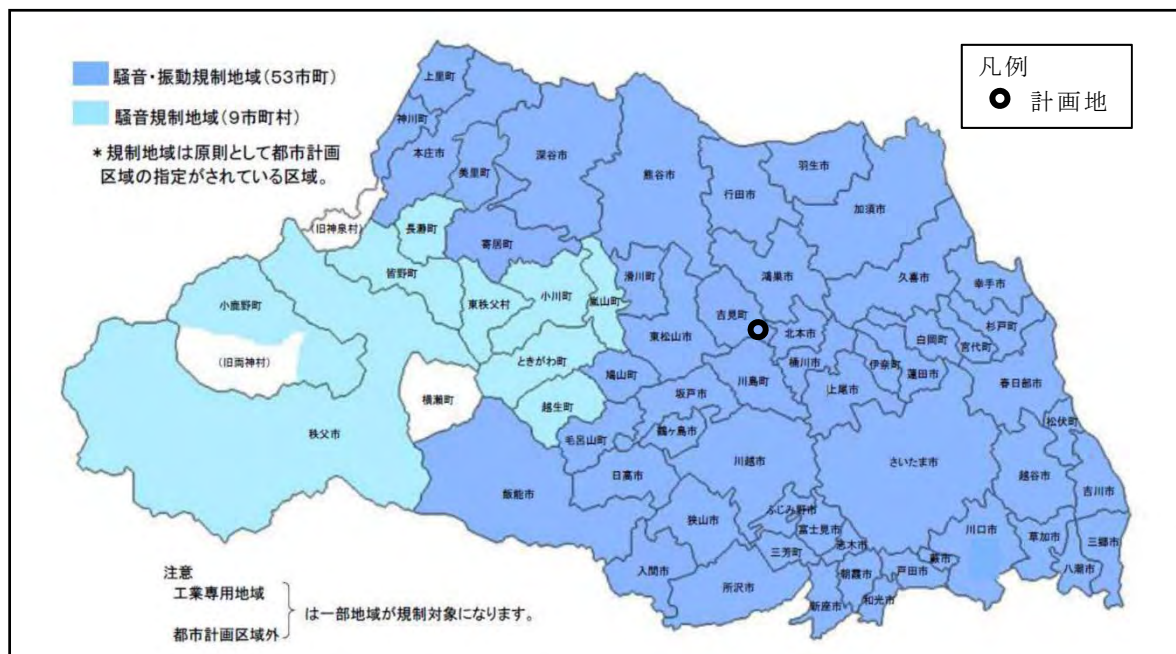 騒音・振動規制地域(53市町)
騒音規制地域(9市町村)
*規制地域は原則として都市計画
区域の指定がされている区域。
凡例
計画地
上里町
神川町
本庄市
美里町
深谷市
熊谷市
行田市
羽生市
加須市
(旧神泉村)
長瀞町
寄居町
皆野町
小鹿野町
東秩父村
小川町
嵐山町
滑川町
吉見町
鴻巣市
久喜市
幸手市
北本市
白岡町
杉戸町
宮代町
(旧両神村)
ときがわ町
東松山市
桶川市
伊奈町
蓮田市
横瀬町
鳩山町
川島町
上尾市
春日部市
越生町
坂戸市
松伏町
秩父市
毛呂山町
鶴ヶ島市
川越市
さいたま市
越谷市
吉川市
飯能市
日高市
狭山市
ふじみ野市
富士見市
川口市
草加市
三郷市
三芳町
志木市
蕨市
入間市
所沢市
朝霞市
戸田市
八潮市
新座市
和光市
注意
工業専用地域
は一部地域が規制対象になります。
都市計画区域外